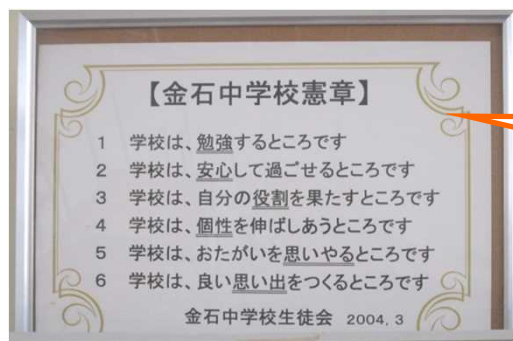 【金石中学校憲章】
1 学校は、勉強するところです
2 学校は、安心して過ごせるところです
3 学校は、自分の役割を果たすところです
4 学校は、個性を伸ばしあうところです
5 学校は、おたがいを思いやるところです
6 学校は、良い思い出をつくるところです
金石中学校生徒会 2004.3